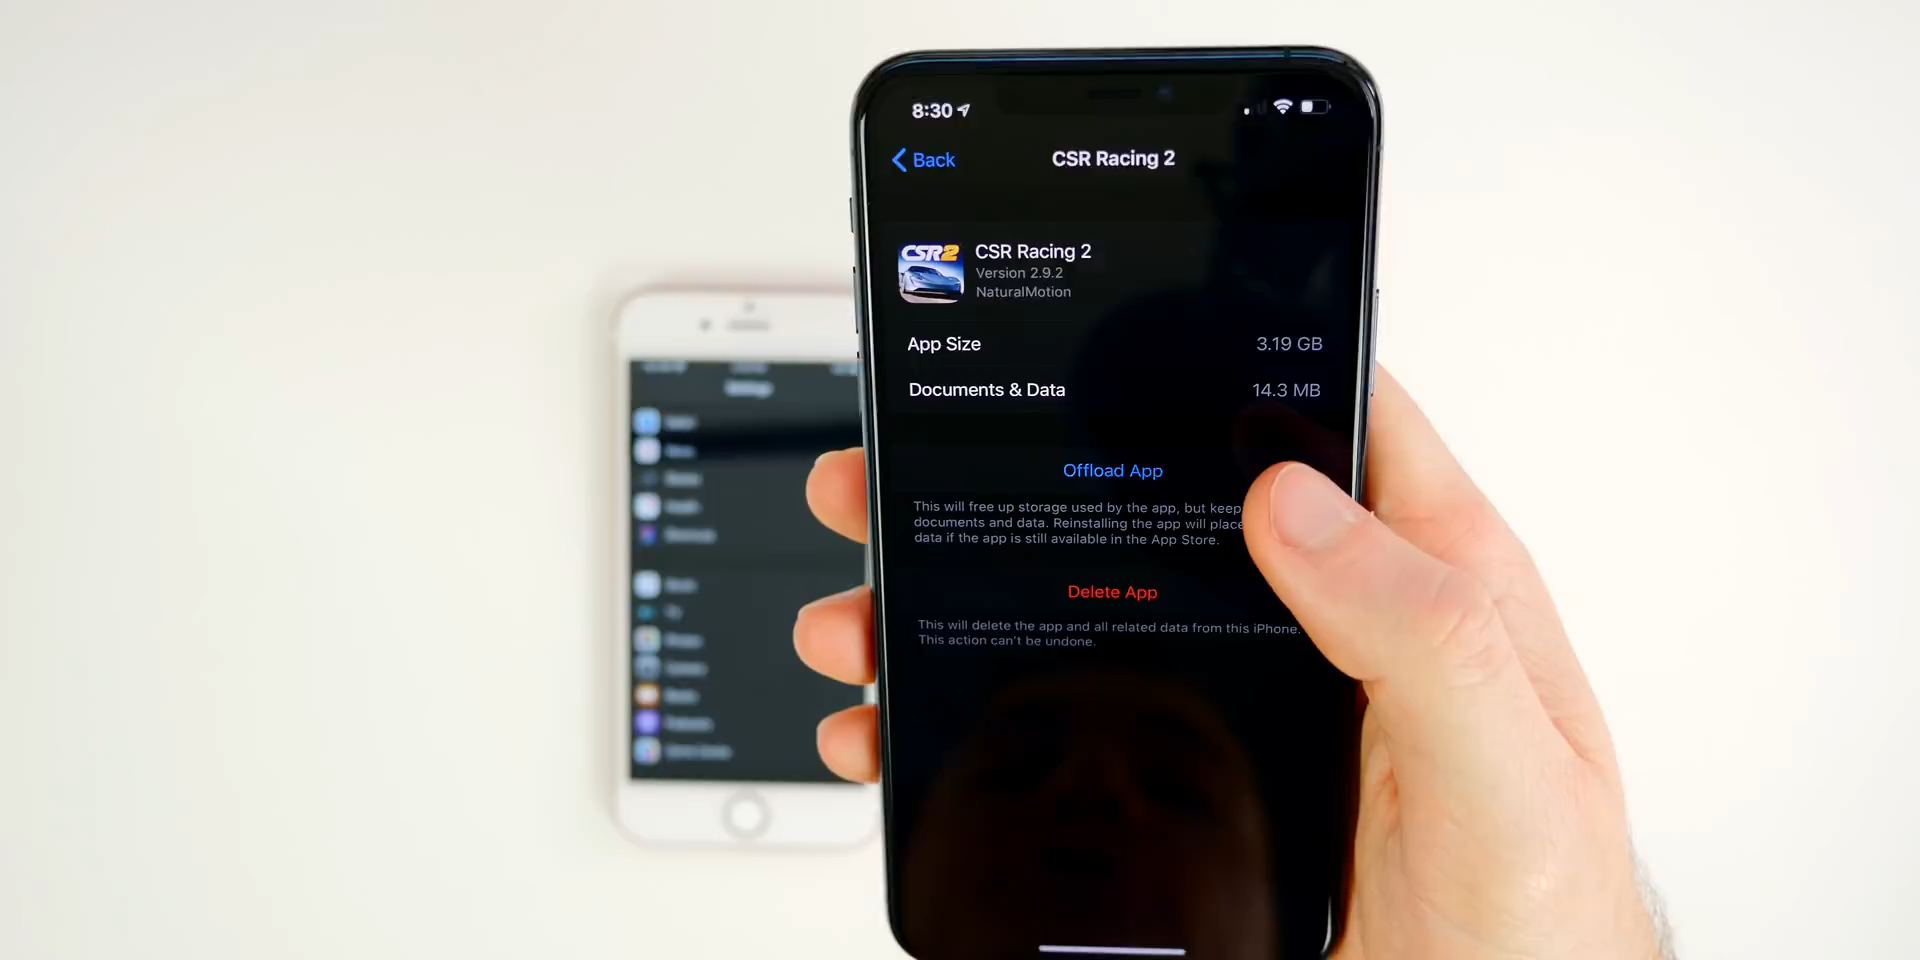 8:30
Back
CSR Racing 2
CSR2
CSR Racing 2
Version 2.9.2
NaturalMotion
App Size 3.19 GB
Documents & Data 14.3 MB
Offload App
This will free up storage used by the app, but keep
documents and data. Reinstalling the app will place
data if the app is still available in the App Store.
Delete App
This will delete the app and all related data from this iPhone.
This action can't be undone.
Settings